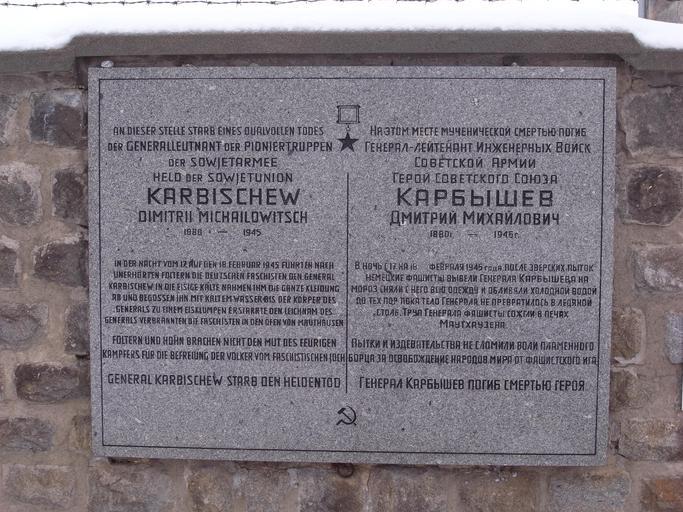 AN DIESER STELLE STARB EINES QUALVOLLEN TODES
DER GENERALLEUTNANT DER PIONIERTRUPPEN
DER SOWJETARMEE
HELD DER SOWJETUNION
KARBISCHEW
DIMITRII MICHAILOWITSCH
1880 — 1945
IN DER NACHT VOM 17 AUF DEN 18 FEBRUAR 1945 FÜHRTEN NACH
UNERHÖRTEN FOLTERN DIE DEUTSCHEN FASCHISTEN DEN GENERAL
KARBISCHEW IN DIE EISIGE KÄLTE NAHMEN IHM DIE GANZE KLEIDUNG
AB UND BEGOSSEN IHN MIT KALTEM WASSER BIS DER KÖRPER DES
GENERALS ZU EINEM EISKLUMPEN ERSTARRTE DEN LEICHNAM DES
GENERALS VERBRANNTEN DIE FASCHISTEN IN DEN ÖFEN VON MAUTHAUSEN
FOLTERN UND HOHN BRACHEN NICHT DEN MUT DES FEURIGEN
KÄMPFERS FÜR DIE BEFREIUNG DER VÖLKER VOM FASCHISTISCHEN JOCH
GENERAL KARBISCHEW STARB DEN HELDENTOD
НА ЭТОМ МЕСТЕ МУЧЕНИЧЕСКОЙ СМЕРТЬЮ ПОГИБ
ГЕНЕРАЛ-ЛЕЙТЕНАНТ ИНЖЕНЕРНЫХ ВОЙСК
СОВЕТСКОЙ АРМИИ
ГЕРОЙ СОВЕТСКОГО СОЮЗА
КАРБЫШЕВ
ДМИТРИЙ МИХАЙЛОВИЧ
1880г — 1945г.
В НОЧЬ С 17 НА 18 ФЕВРАЛЯ 1945 ГОДА, ПОСЛЕ ЗВЕРСКИХ ПЫТОК
НЕМЕЦКИЕ ФАШИСТЫ ВЫВЕЛИ ГЕНЕРАЛА КАРБЫШЕВА НА
МОРОЗ СНЯЛИ С НЕГО ВСЮ ОДЕЖДУ И ОБЛИВАЛИ ХОЛОДНОЙ ВОДОЙ
ДО ТЕХ ПОР ПОКА ТЕЛО ГЕНЕРАЛА НЕ ПРЕВРАТИЛОСЬ В ЛЕДЯНОЙ
СТОЛБ. ТРУП ГЕНЕРАЛА ФАШИСТЫ СОЖГЛИ В ПЕЧАХ
МАУТХАУЗЕНА
ПЫТКИ И ИЗДЕВАТЕЛЬСТВА НЕ СЛОМИЛИ ВОЛИ ПЛАМЕННОГО
БОРЦА ЗА ОСВОБОЖДЕНИЕ НАРОДОВ МИРА ОТ ФАШИСТСКОГО ИГА
ГЕНЕРАЛ КАРБЫШЕВ ПОГИБ СМЕРТЬЮ ГЕРОЯ